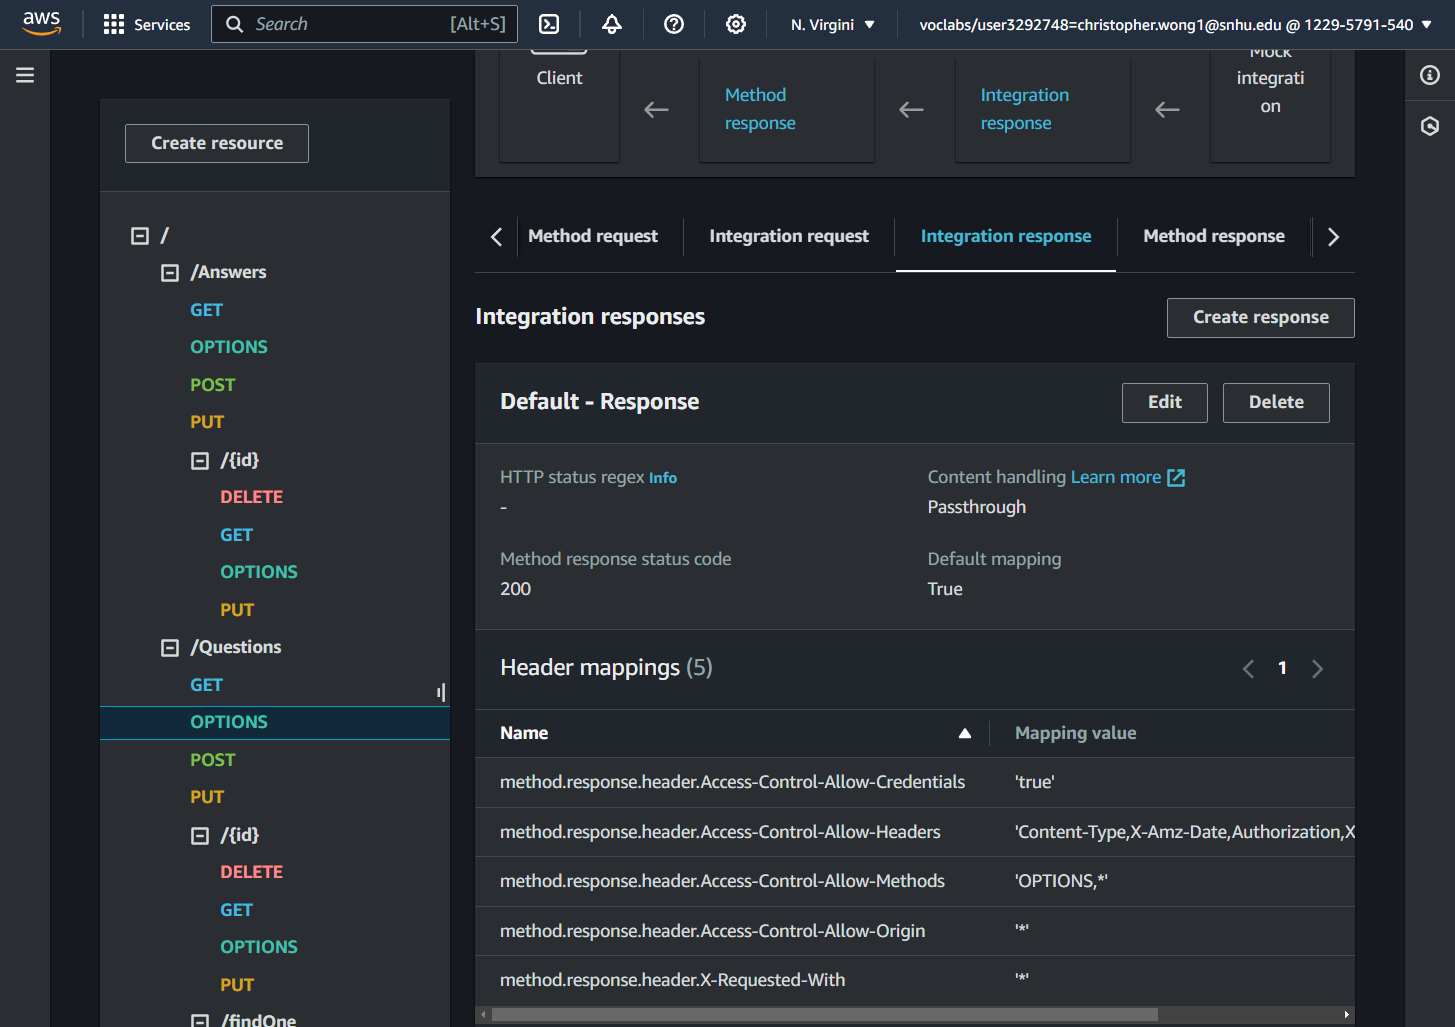 aws Services Search [Alt+S] N. Virgini voclabs/user3292748=christopher.wong1@snhu.edu @ 1229-5791-540
Create resource
/
/Answers
GET
OPTIONS
POST
PUT
/{id}
DELETE
GET
OPTIONS
PUT
/Questions
GET
OPTIONS
POST
PUT
/{id}
DELETE
GET
OPTIONS
PUT
/findOne
Client
Method
response
Integration
response
Mock
integrati
on
Method request Integration request Integration response Method response
Integration responses Create response
Default - Response Edit Delete
HTTP status regex Info
-
Content handling Learn more
Passthrough
Method response status code
200
Default mapping
True
Header mappings (5) 1
Name Mapping value
method.response.header.Access-Control-Allow-Credentials 'true'
method.response.header.Access-Control-Allow-Headers 'Content-Type,X-Amz-Date,Authorization,X
method.response.header.Access-Control-Allow-Methods 'OPTIONS,*'
method.response.header.Access-Control-Allow-Origin '*'
method.response.header.X-Requested-With '*'